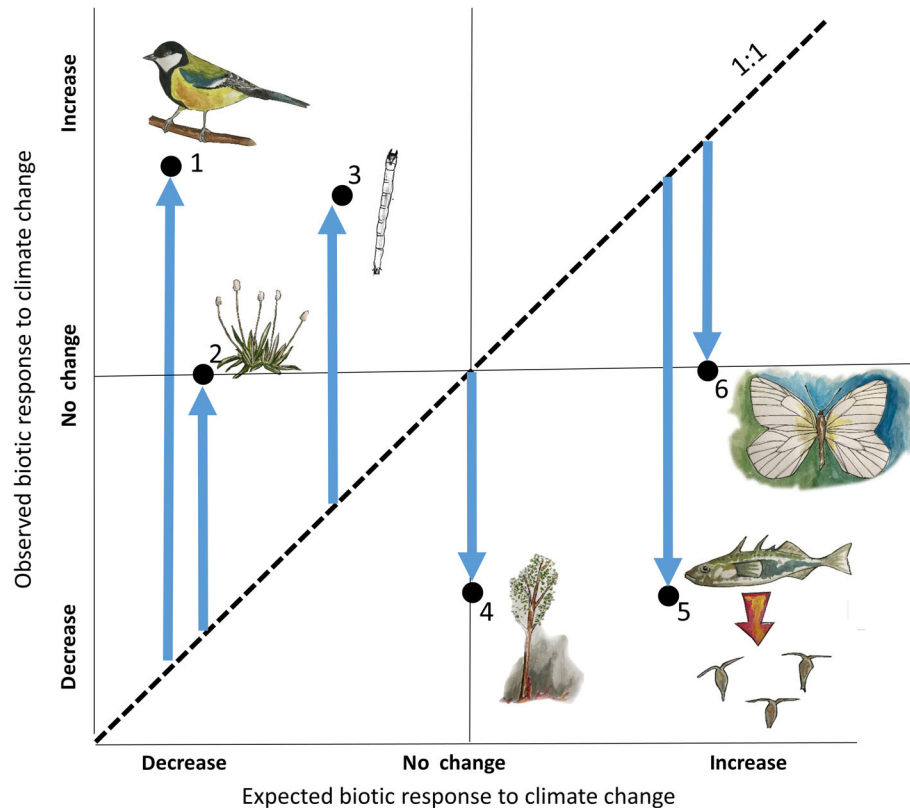 Observed biotic response to climate change
Increase
No change
Decrease
1:1
1
2
3
4
5
6
Decrease
No change
Increase
Expected biotic response to climate change